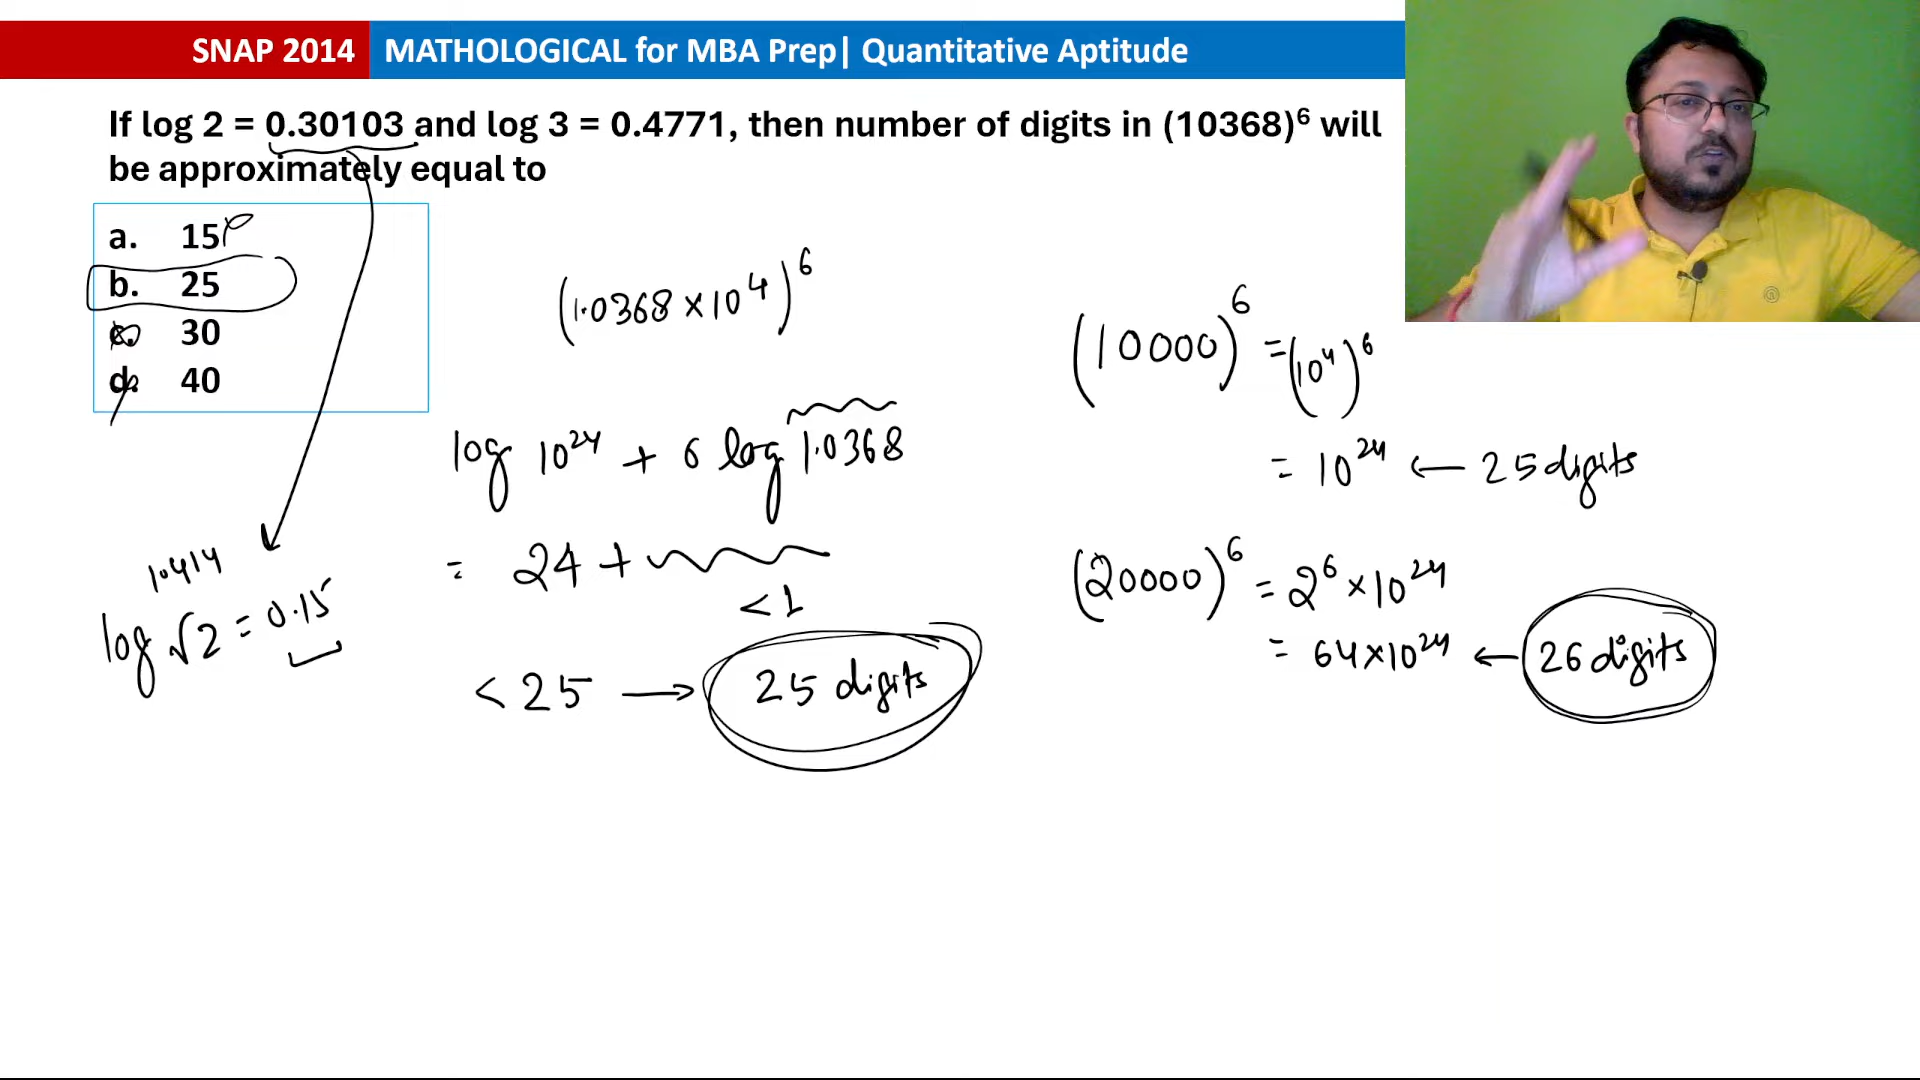 SNAP 2014 MATHOLOGICAL for MBA Prep| Quantitative Aptitude
If log 2 = 0.30103 and log 3 = 0.4771, then number of digits in (10368)⁶ will
be approximately equal to
a. 15
b. 25
c. 30
d. 40
(1.0368 × 10⁴)⁶
log 10²⁴ + 6 log 1.0368
= 24 +
< 1
< 25 → 25 digits
1.414
log √2 = 0.15
(10000)⁶ = (10⁴)⁶
= 10²⁴ ← 25 digits
(20000)⁶ = 2⁶ × 10²⁴
= 64 × 10²⁴ ← 26 digits